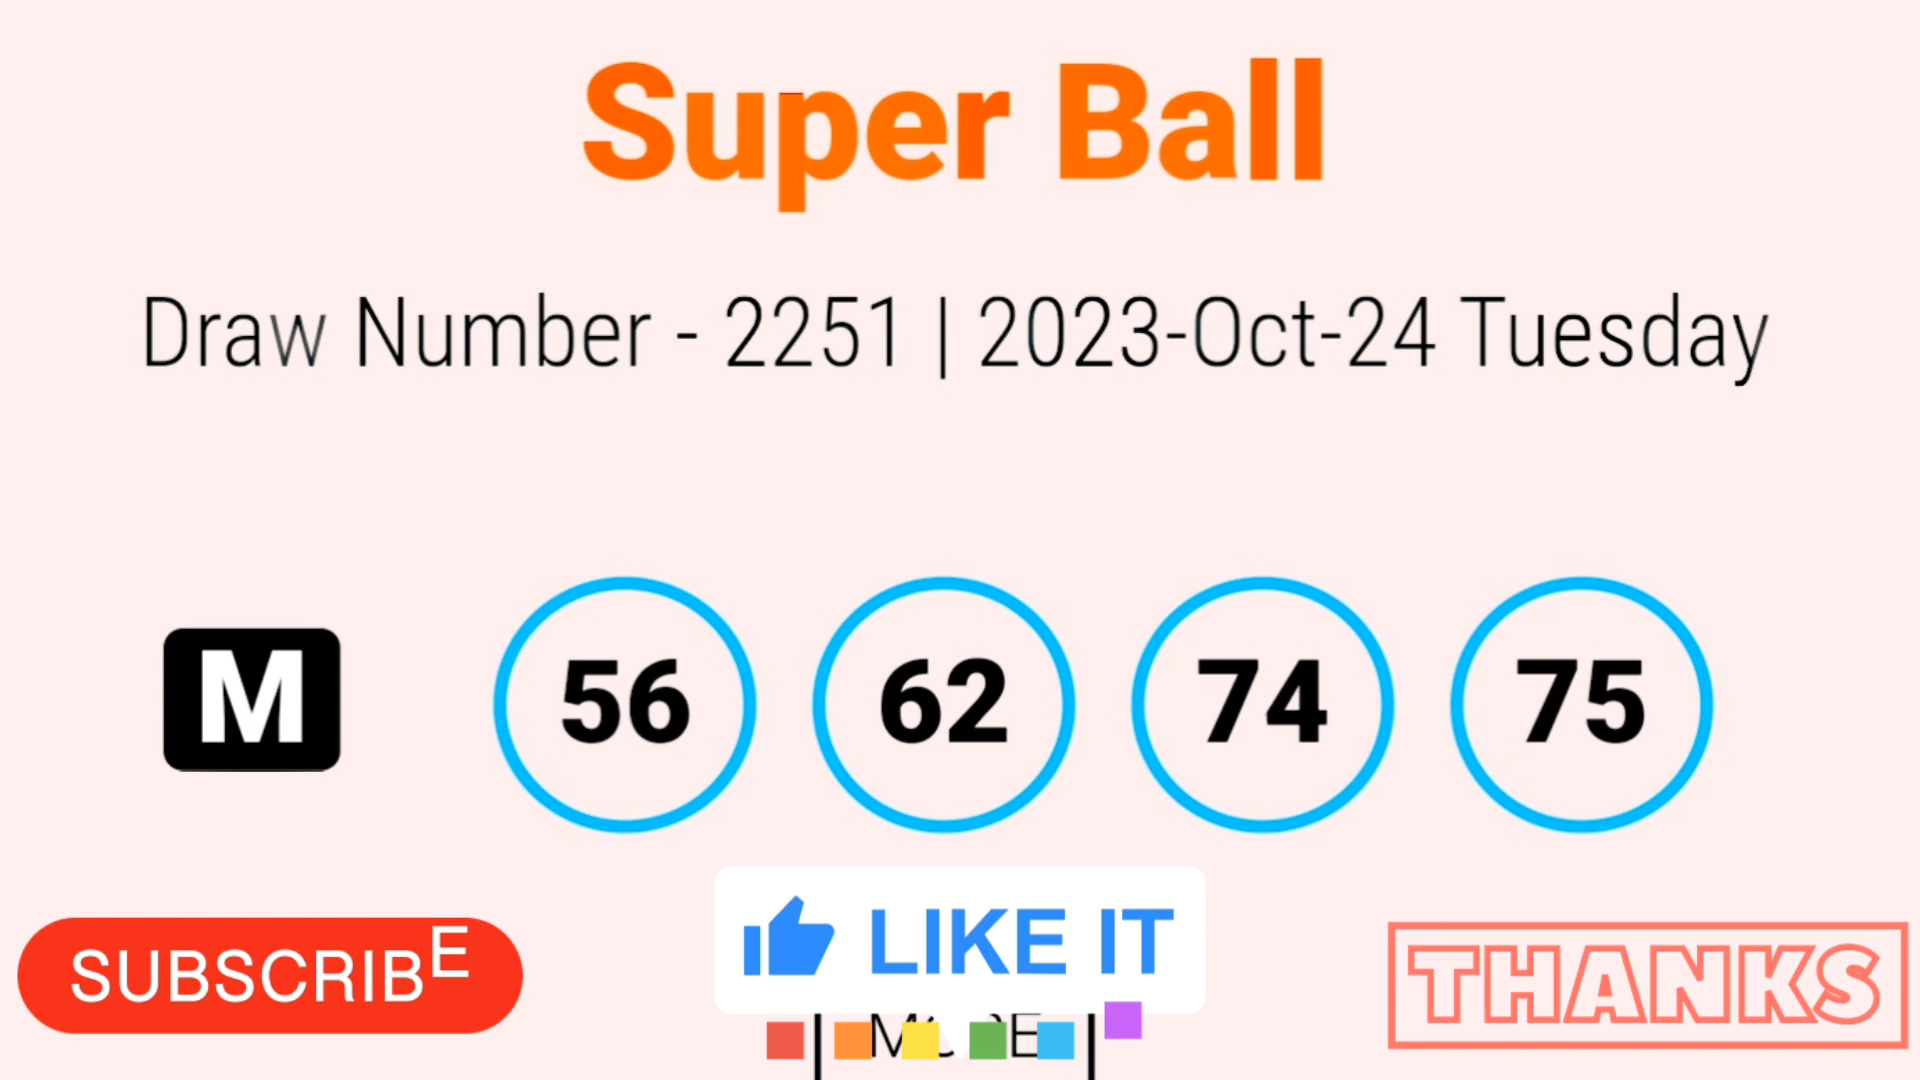 Super Ball
Draw Number - 2251 | 2023-Oct-24 Tuesday
M 56 62 74 75
SUBSCRIBE
LIKE IT
THANKS